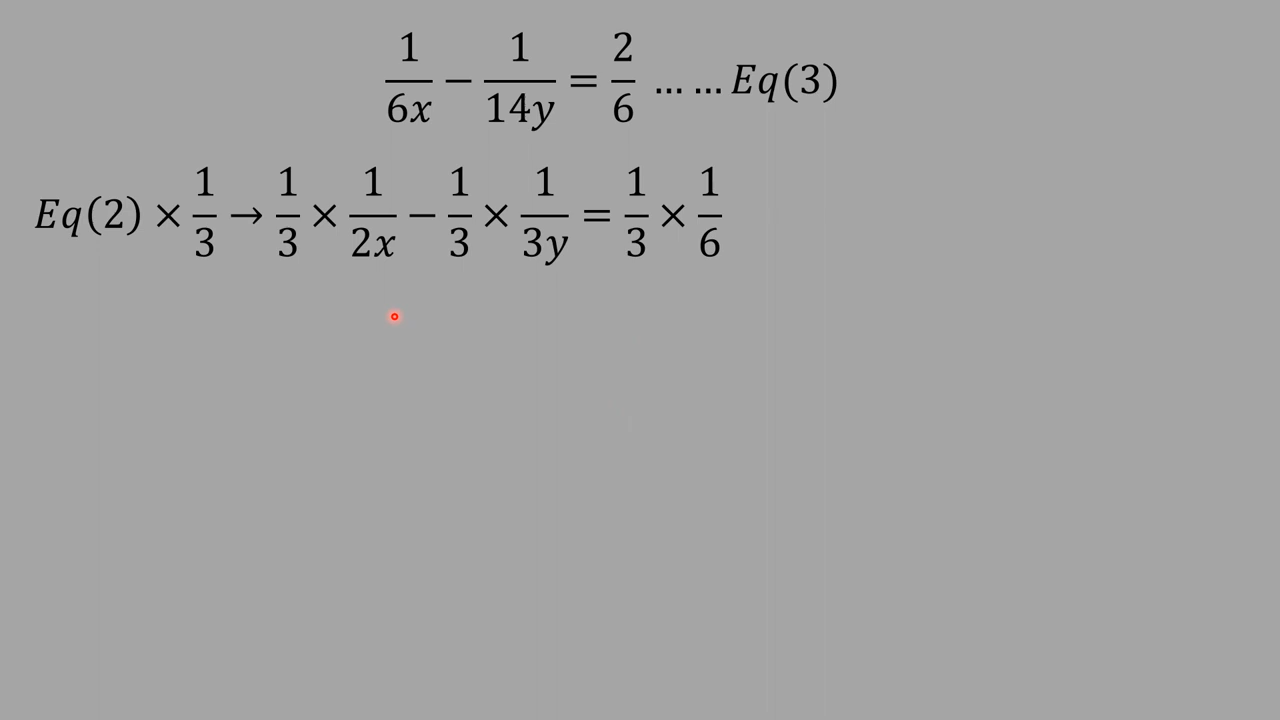 1/6x − 1/14y = 2/6 ... ... Eq(3)
Eq(2) × 1/3 → 1/3 × 1/2x − 1/3 × 1/3y = 1/3 × 1/6